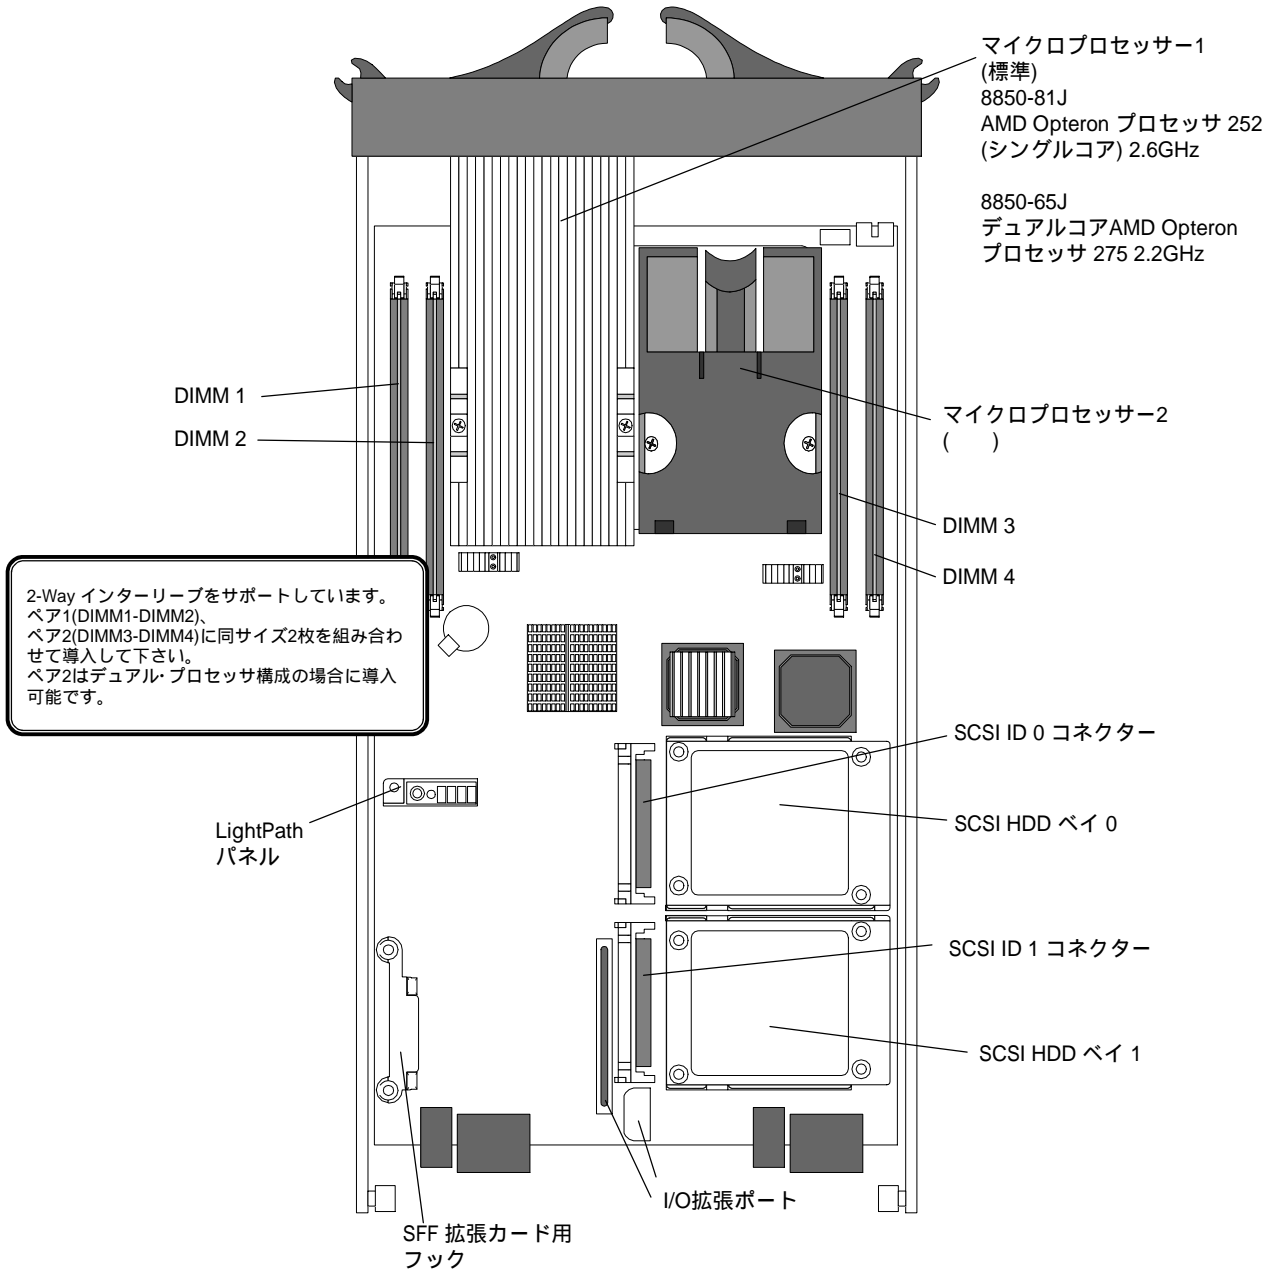 マイクロプロセッサー1
(標準)
8850-81J
AMD Opteron プロセッサ 252
(シングルコア) 2.6GHz
8850-65J
デュアルコアAMD Opteron
プロセッサ 275 2.2GHz
DIMM 1
DIMM 2
マイクロプロセッサー2
(　　)
DIMM 3
DIMM 4
2-Way インターリーブをサポートしています。
ペア1(DIMM1-DIMM2)、
ペア2(DIMM3-DIMM4)に同サイズ2枚を組み合わ
せて導入して下さい。
ペア2はデュアル・プロセッサ構成の場合に導入
可能です。
SCSI ID 0 コネクター
LightPath
パネル
SCSI HDD ベイ 0
SCSI ID 1 コネクター
SCSI HDD ベイ 1
I/O拡張ポート
SFF 拡張カード用
フック